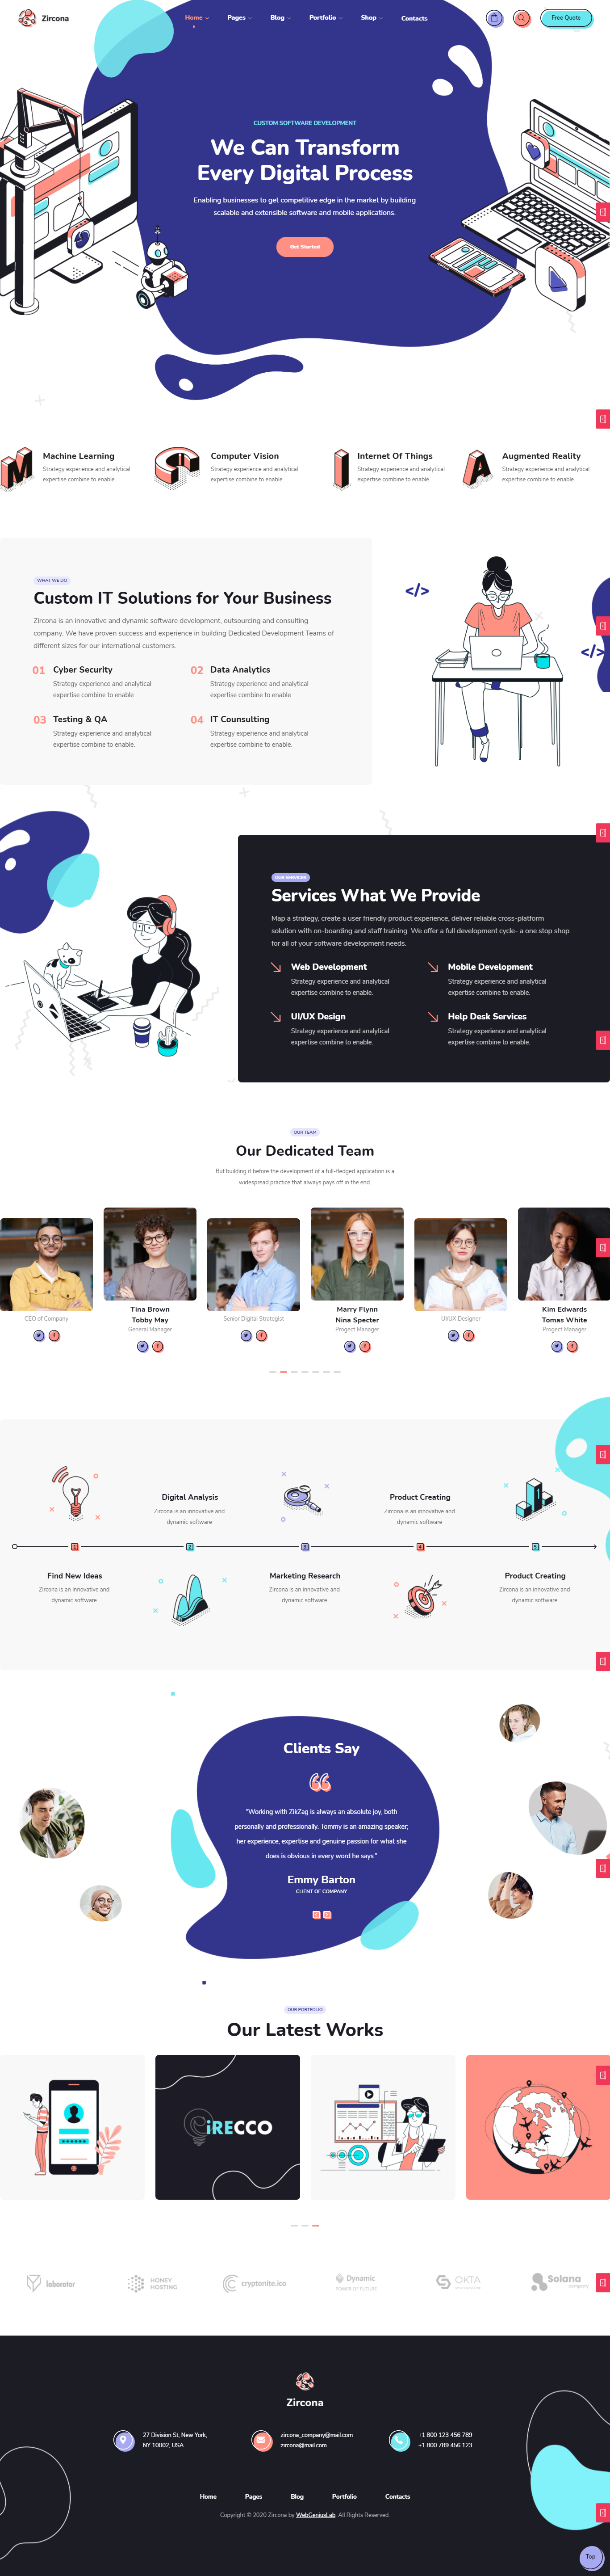 Zircona
Home Pages Blog Portfolio Shop Contacts
Free Quote
CUSTOM SOFTWARE DEVELOPMENT
We Can Transform
Every Digital Process
Enabling businesses to get competitive edge in the market by building
scalable and extensible software and mobile applications.
Get Started
M
Machine Learning
Strategy experience and analytical
expertise combine to enable.
Computer Vision
Strategy experience and analytical
expertise combine to enable.
I
Internet Of Things
Strategy experience and analytical
expertise combine to enable.
A
Augmented Reality
Strategy experience and analytical
expertise combine to enable.
WHAT WE DO
Custom IT Solutions for Your Business
Zircona is an innovative and dynamic software development, outsourcing and consulting
company. We have proven success and experience in building Dedicated Development Teams of
different sizes for our international customers.
01 Cyber Security
Strategy experience and analytical
expertise combine to enable.
02 Data Analytics
Strategy experience and analytical
expertise combine to enable.
03 Testing & QA
Strategy experience and analytical
expertise combine to enable.
04 IT Counsulting
Strategy experience and analytical
expertise combine to enable.
</>
</>
OUR SERVICES
Services What We Provide
Map a strategy, create a user friendly product experience, deliver reliable cross-platform
solution with on-boarding and staff training. We offer a full development cycle- a one stop shop
for all of your software development needs.
Web Development
Strategy experience and analytical
expertise combine to enable.
Mobile Development
Strategy experience and analytical
expertise combine to enable.
UI/UX Design
Strategy experience and analytical
expertise combine to enable.
Help Desk Services
Strategy experience and analytical
expertise combine to enable.
OUR TEAM
Our Dedicated Team
But building it before the development of a full-fledged application is a
widespread practice that always pays off in the end.
CEO of Company
Tina Brown
Tobby May
General Manager
Senior Digital Strategist
Marry Flynn
Nina Specter
Progect Manager
UI/UX Designer
Kim Edwards
Tomas White
Progect Manager
Digital Analysis
Zircona is an innovative and
dynamic software
Product Creating
Zircona is an innovative and
dynamic software
Find New Ideas
Zircona is an innovative and
dynamic software
Marketing Research
Zircona is an innovative and
dynamic software
Product Creating
Zircona is an innovative and
dynamic software
Clients Say
“Working with ZikZag is always an absolute joy, both
personally and professionally. Tommy is an amazing speaker;
her experience, expertise and genuine passion for what she
does is obvious in every word he says.”
Emmy Barton
CLIENT OF COMPANY
OUR PORTFOLIO
Our Latest Works
iRECCO
laborator
HONEY
HOSTING
cryptonite.ico
Dynamic
POWER OF FUTURE
OKTA
Solana
company
Zircona
27 Division St, New York,
NY 10002, USA
zircona_company@mail.com
zircona@mail.com
+1 800 123 456 789
+1 800 789 456 123
Home Pages Blog Portfolio Contacts
Copyright © 2020 Zircona by WebGeniusLab. All Rights Reserved.
Top